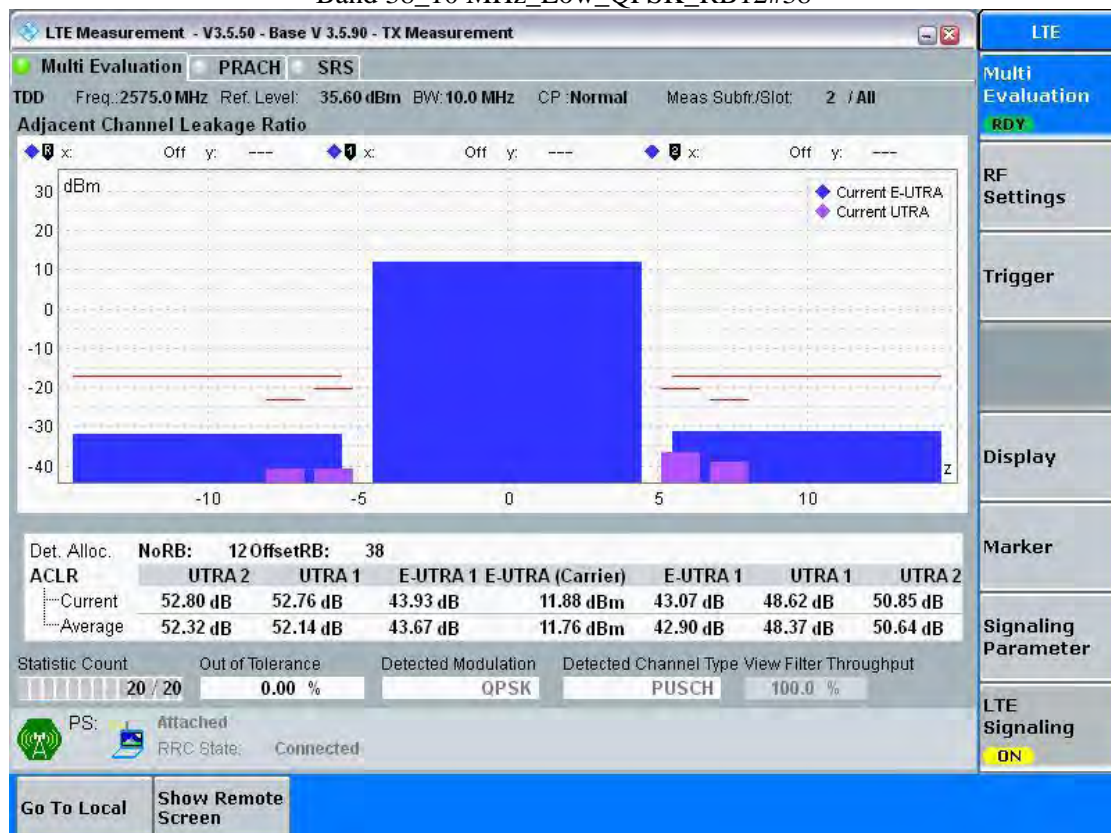 Band 38_10 MHz_Low_QPSK_RB12#38
LTE Measurement - V3.5.50 - Base V 3.5.90 - TX Measurement
LTE
Multi Evaluation PRACH SRS
Multi
Evaluation
RDY
TDD Freq.:2575.0 MHz Ref. Level: 35.60 dBm BW:10.0 MHz CP :Normal Meas Subfr./Slot: 2 / All
Adjacent Channel Leakage Ratio
R x: Off y: --- 1 x: Off y: --- 2 x: Off y: ---
dBm
Current E-UTRA
Current UTRA
30
20
10
0
-10
-20
-30
-40
z
-10 -5 0 5 10
Det. Alloc. NoRB: 12 OffsetRB: 38
ACLR UTRA 2 UTRA 1 E-UTRA 1 E-UTRA (Carrier) E-UTRA 1 UTRA 1 UTRA 2
Current 52.80 dB 52.76 dB 43.93 dB 11.88 dBm 43.07 dB 48.62 dB 50.85 dB
Average 52.32 dB 52.14 dB 43.67 dB 11.76 dBm 42.90 dB 48.37 dB 50.64 dB
Statistic Count Out of Tolerance Detected Modulation Detected Channel Type View Filter Throughput
20 / 20 0.00 % QPSK PUSCH 100.0 %
PS: Attached
RRC State: Connected
RF
Settings
Trigger
Display
Marker
Signaling
Parameter
LTE
Signaling
ON
Go To Local
Show Remote
Screen